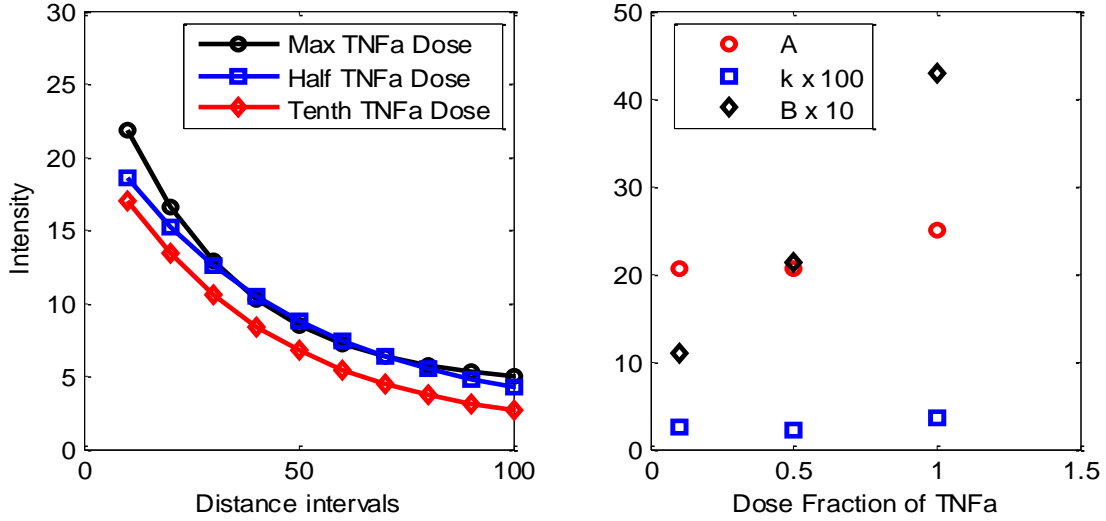 30
25
20
15
10
5
0
Intensity
0
50
100
Distance intervals
Max TNFa Dose
Half TNFa Dose
Tenth TNFa Dose
50
40
30
20
10
0
0
0.5
1
1.5
Dose Fraction of TNFa
A
k x 100
B x 10